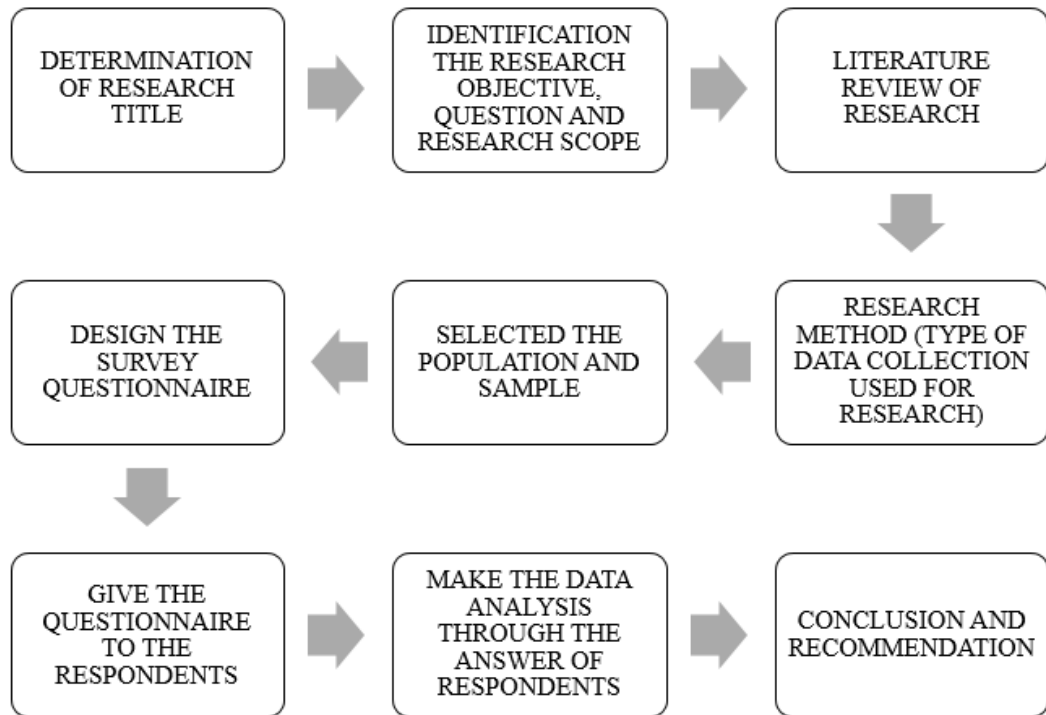 DETERMINATION
OF RESEARCH
TITLE
IDENTIFICATION
THE RESEARCH
OBJECTIVE,
QUESTION AND
RESEARCH SCOPE
LITERATURE
REVIEW OF
RESEARCH
RESEARCH
METHOD (TYPE OF
DATA COLLECTION
USED FOR
RESEARCH)
SELECTED THE
POPULATION AND
SAMPLE
DESIGN THE
SURVEY
QUESTIONNAIRE
GIVE THE
QUESTIONNAIRE
TO THE
RESPONDENTS
MAKE THE DATA
ANALYSIS
THROUGH THE
ANSWER OF
RESPONDENTS
CONCLUSION AND
RECOMMENDATION